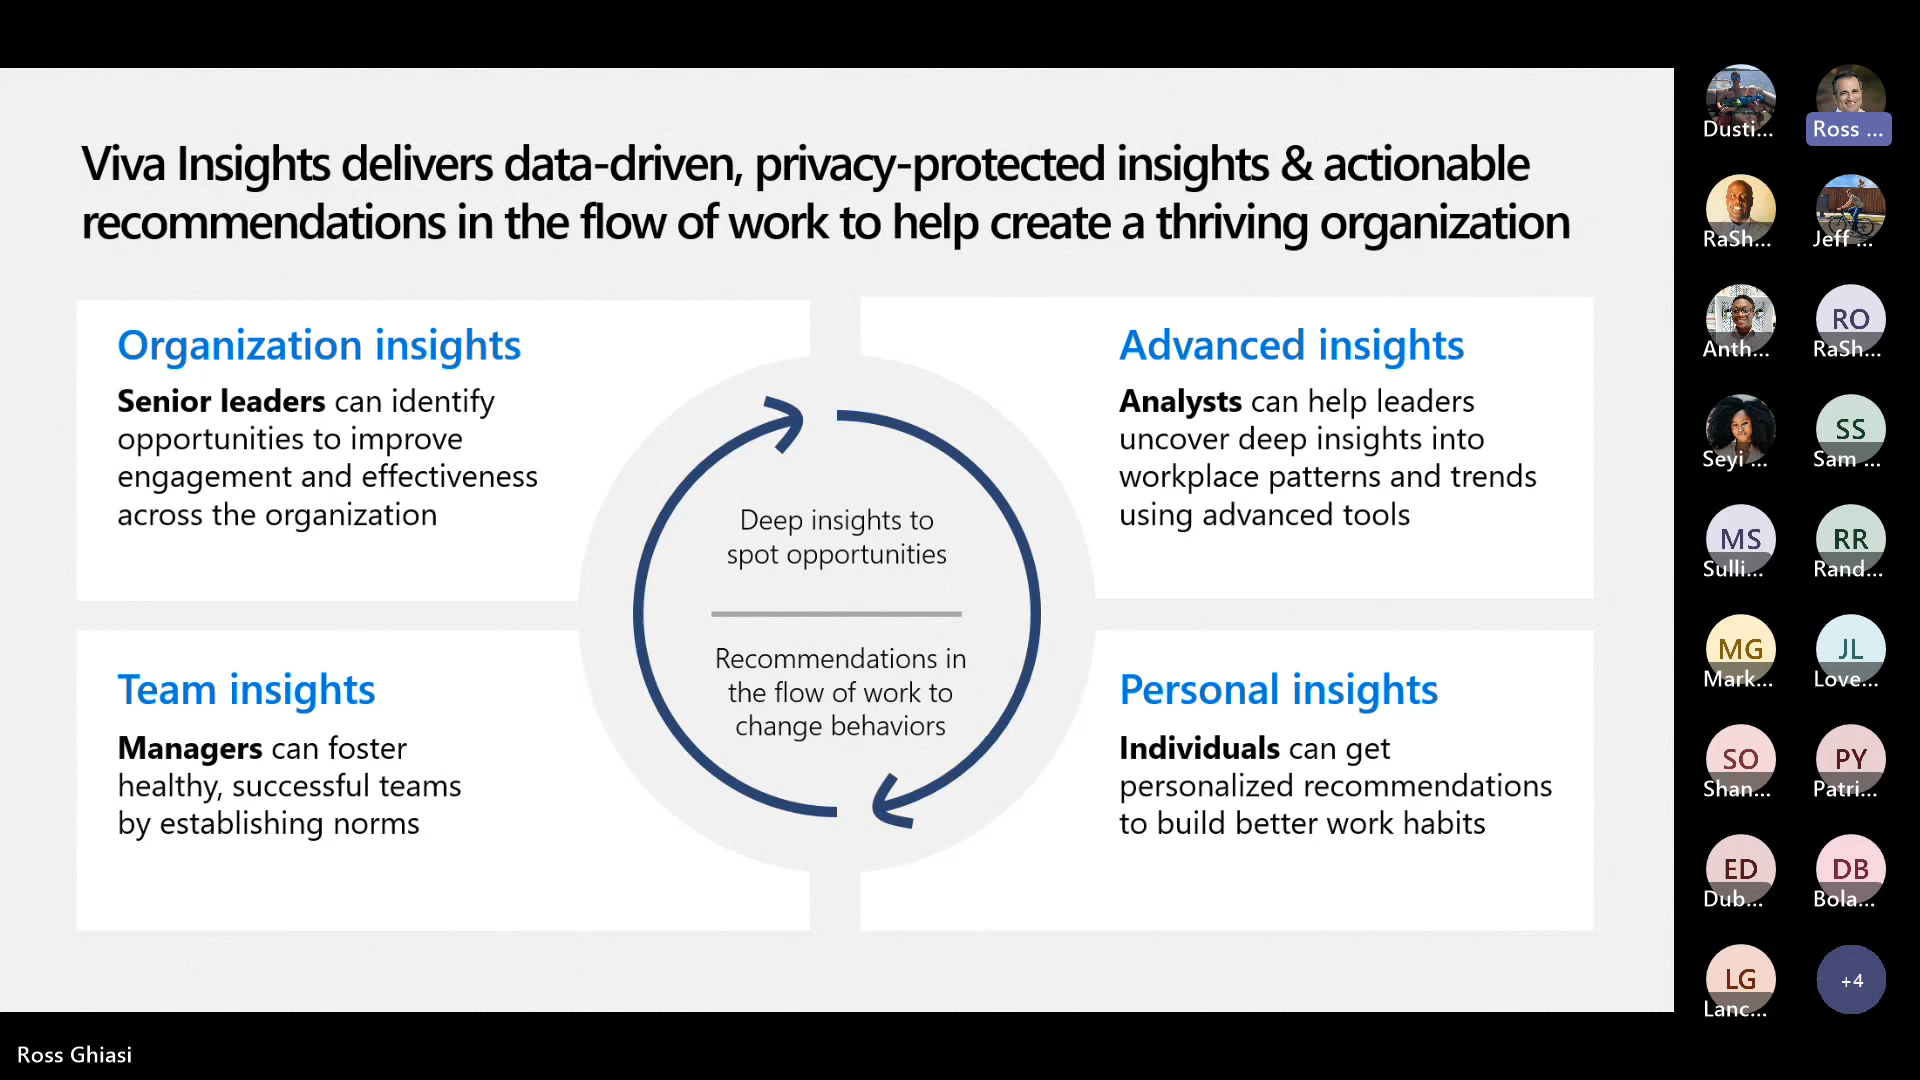 Viva Insights delivers data-driven, privacy-protected insights & actionable
recommendations in the flow of work to help create a thriving organization
Organization insights
Senior leaders can identify
opportunities to improve
engagement and effectiveness
across the organization
Advanced insights
Analysts can help leaders
uncover deep insights into
workplace patterns and trends
using advanced tools
Deep insights to
spot opportunities
Recommendations in
the flow of work to
change behaviors
Team insights
Managers can foster
healthy, successful teams
by establishing norms
Personal insights
Individuals can get
personalized recommendations
to build better work habits
Dusti...
Ross ...
RaSh...
Jeff ...
Anth...
RO
RaSh...
Seyi ...
SS
Sam ...
MS
Sulli...
RR
Rand...
MG
Mark...
JL
Love...
SO
Shan...
PY
Patri...
ED
Dub...
DB
Bola...
LG
Lanc...
+4
Ross Ghiasi